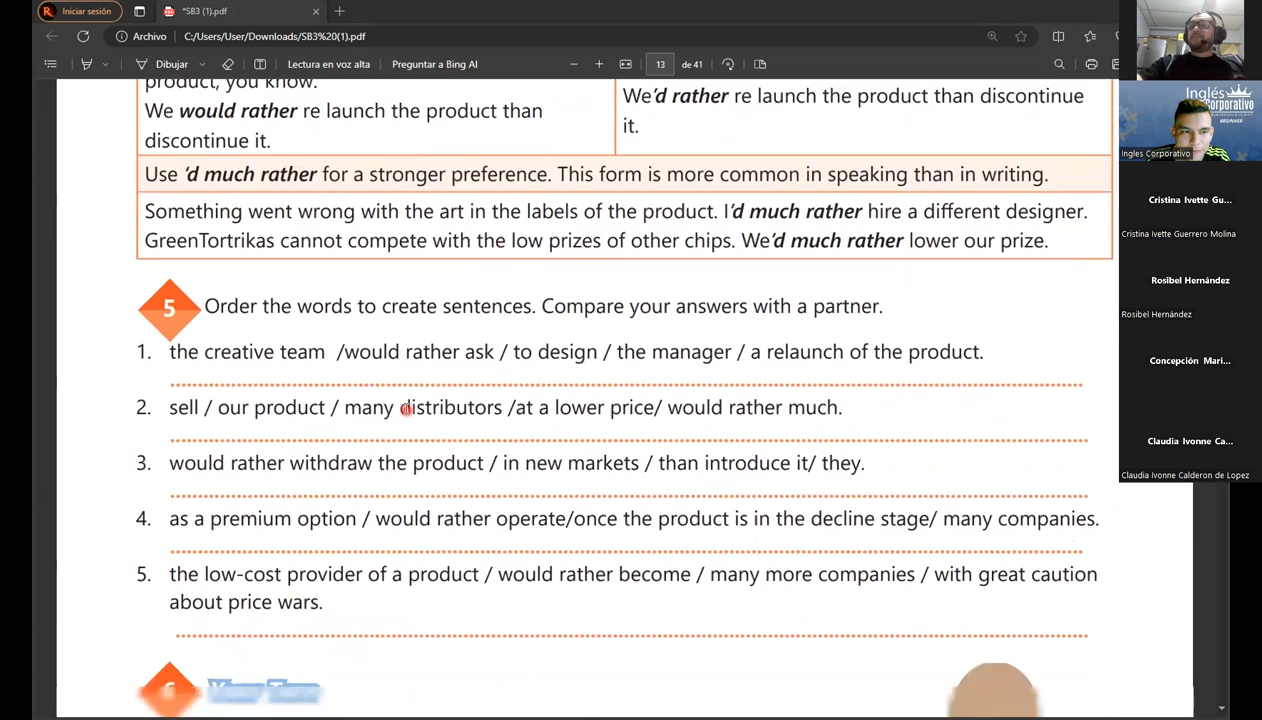 Iniciar sesión
*SB3 (1).pdf
Archivo
C:/Users/User/Downloads/SB3%20(1).pdf
Dibujar
Lectura en voz alta
Preguntar a Bing AI
13
de 41
product, you know.
We would rather re launch the product than
discontinue it.
We'd rather re launch the product than discontinue
it.
Use 'd much rather for a stronger preference. This form is more common in speaking than in writing.
Something went wrong with the art in the labels of the product. I'd much rather hire a different designer.
GreenTortrikas cannot compete with the low prizes of other chips. We'd much rather lower our prize.
5
Order the words to create sentences. Compare your answers with a partner.
1. the creative team /would rather ask / to design / the manager / a relaunch of the product.
2. sell / our product / many distributors /at a lower price/ would rather much.
3. would rather withdraw the product / in new markets / than introduce it/ they.
4. as a premium option / would rather operate/once the product is in the decline stage/ many companies.
5. the low-cost provider of a product / would rather become / many more companies / with great caution
about price wars.
6
Your Turn
Inglés
Corporativo
BEGINNER
Ingles Corporativo
Cristina Ivette Gu...
Cristina Ivette Guerrero Molina
Rosibel Hernández
Rosibel Hernández
Concepción Mari...
Claudia Ivonne Ca...
Claudia Ivonne Calderon de Lopez